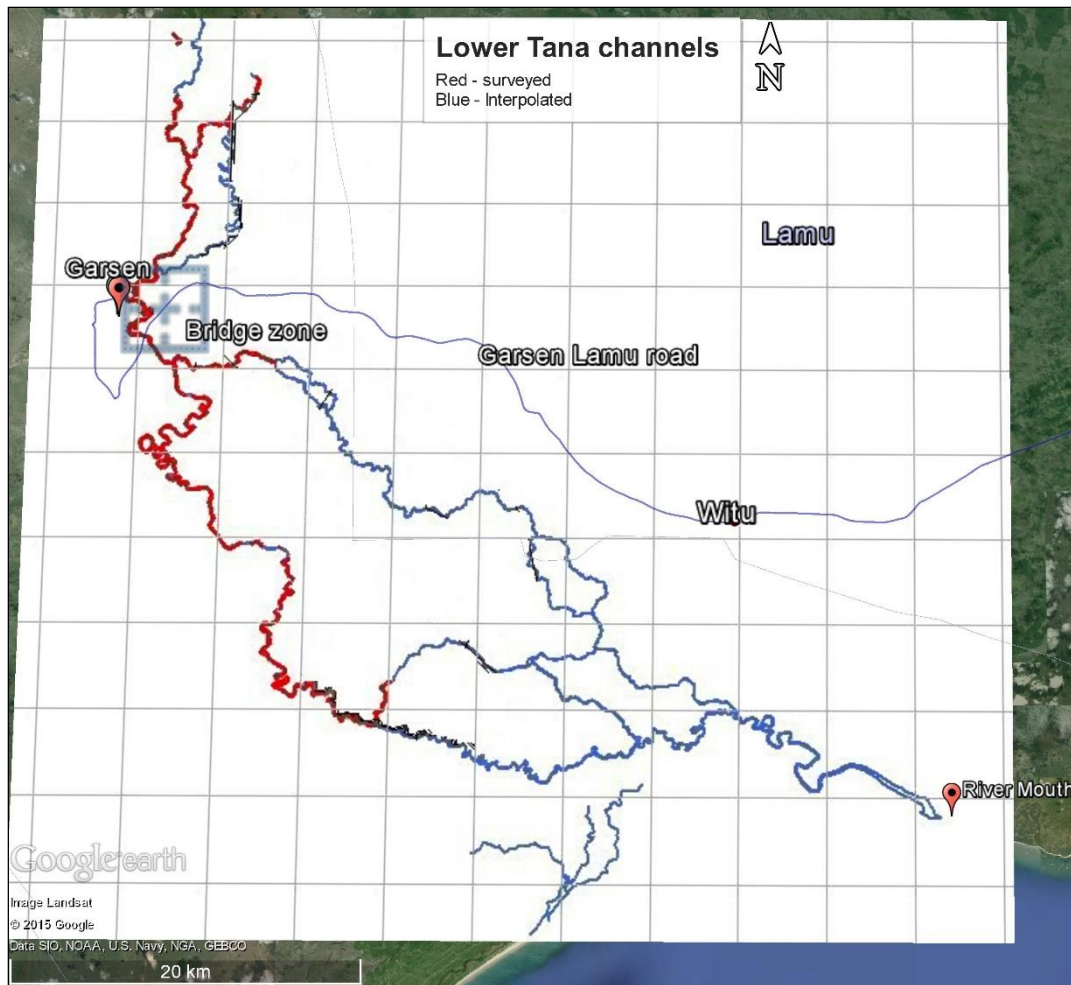 Lower Tana channels
Red - surveyed
Blue - Interpolated
N
Lamu
Garsen
Bridge zone
Garsen Lamu road
Witu
River Mouth
Google earth
Image Landsat
© 2015 Google
Data SIO, NOAA, U.S. Navy, NGA, GEBCO
20 km